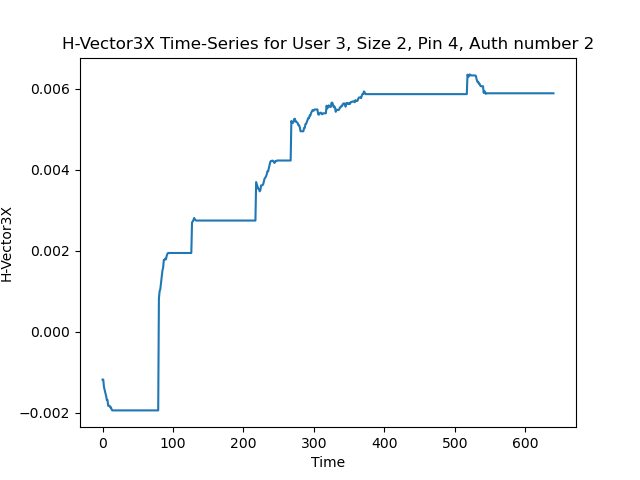 H-Vector3X Time-Series for User 3, Size 2, Pin 4, Auth number 2
H-Vector3X
0.006
0.004
0.002
0.000
−0.002
0 100 200 300 400 500 600
Time